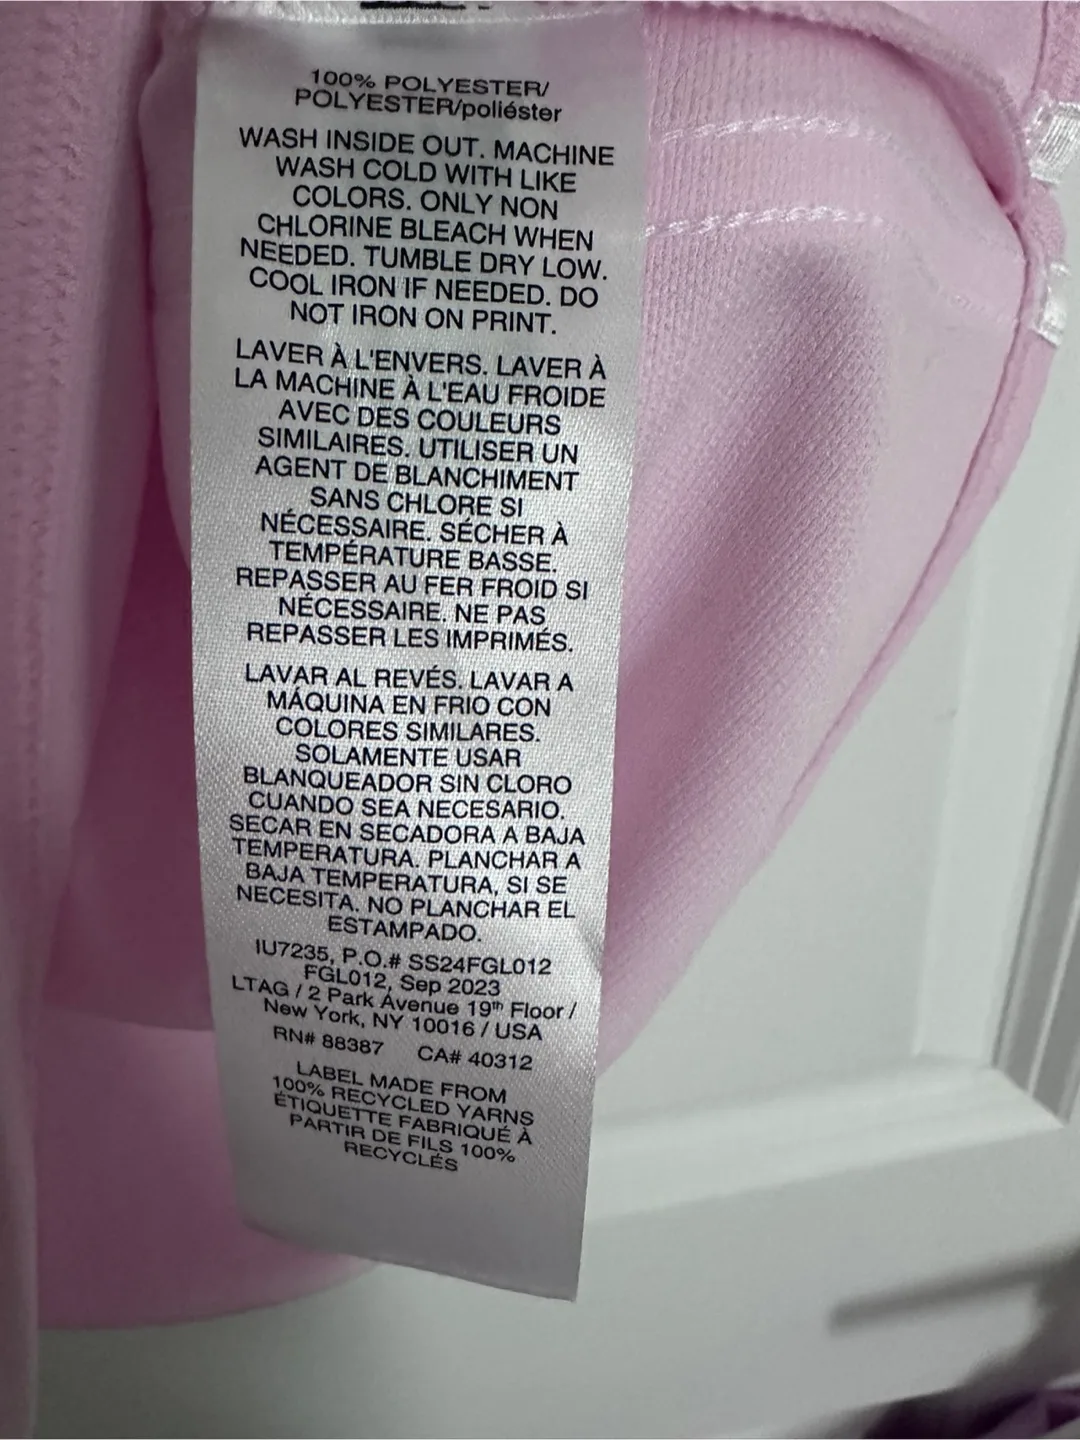 100% POLYESTER/
POLYESTER/poliéster
WASH INSIDE OUT. MACHINE
WASH COLD WITH LIKE
COLORS. ONLY NON
CHLORINE BLEACH WHEN
NEEDED. TUMBLE DRY LOW.
COOL IRON IF NEEDED. DO
NOT IRON ON PRINT.
LAVER À L'ENVERS. LAVER À
LA MACHINE À L'EAU FROIDE
AVEC DES COULEURS
SIMILAIRES. UTILISER UN
AGENT DE BLANCHIMENT
SANS CHLORE SI
NÉCESSAIRE. SÉCHER À
TEMPÉRATURE BASSE.
REPASSER AU FER FROID SI
NÉCESSAIRE. NE PAS
REPASSER LES IMPRIMÉS.
LAVAR AL REVÉS. LAVAR A
MÁQUINA EN FRIO CON
COLORES SIMILARES.
SOLAMENTE USAR
BLANQUEADOR SIN CLORO
CUANDO SEA NECESARIO.
SECAR EN SECADORA A BAJA
TEMPERATURA. PLANCHAR A
BAJA TEMPERATURA, SI SE
NECESITA. NO PLANCHAR EL
ESTAMPADO.
IU7235, P.O.# SS24FGL012
FGL012, Sep 2023
LTAG / 2 Park Avenue 19th Floor /
New York, NY 10016 / USA
RN# 88387 CA# 40312
LABEL MADE FROM
100% RECYCLED YARNS
ÉTIQUETTE FABRIQUÉ À
PARTIR DE FILS 100%
RECYCLÉS